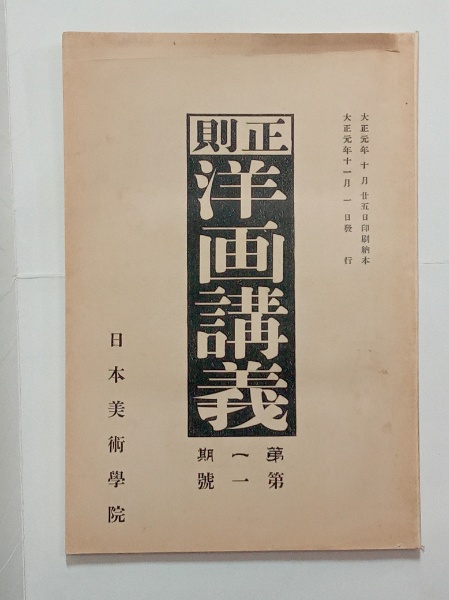 大正元年十月廿五日印刷納本
大正元年十一月一日發行
正則
洋画講義
第一期
第一號
日本美術學院